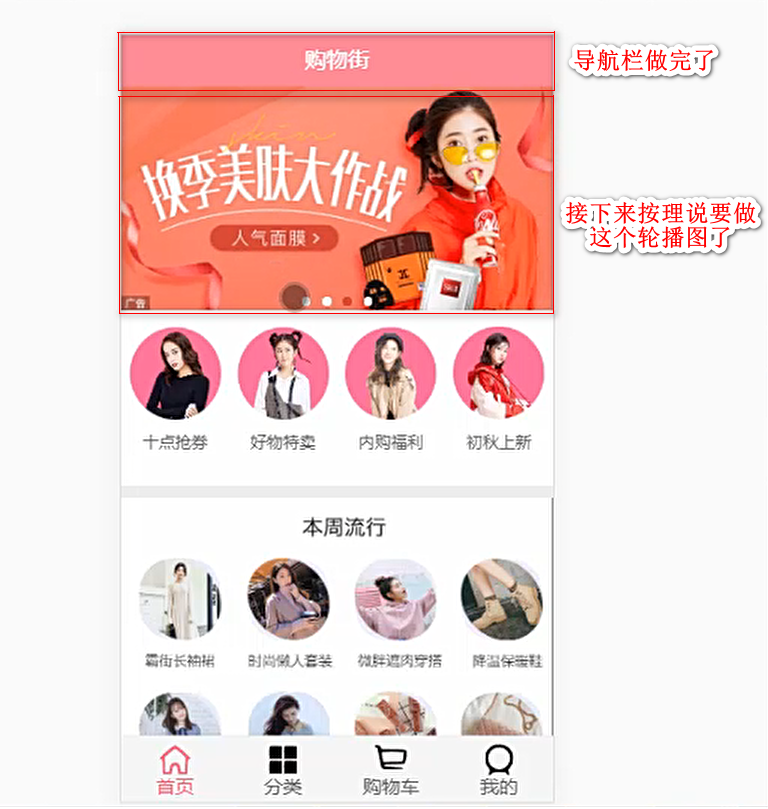 购物街
导航栏做完了
skin
换季美肤大作战
人气面膜>
接下来按理说要做
这个轮播图了
广告
十点抢券
好物特卖
内购福利
初秋上新
本周流行
霸街长袖裙
时尚懒人套装
微胖遮肉穿搭
降温保暖鞋
首页
分类
购物车
我的